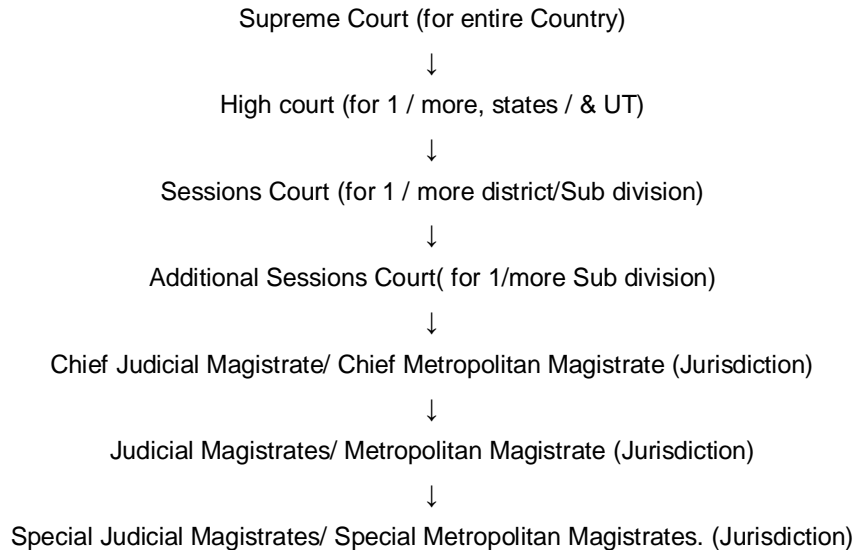 Supreme Court (for entire Country)
↓
High court (for 1 / more, states / & UT)
↓
Sessions Court (for 1 / more district/Sub division)
↓
Additional Sessions Court( for 1/more Sub division)
↓
Chief Judicial Magistrate/ Chief Metropolitan Magistrate (Jurisdiction)
↓
Judicial Magistrates/ Metropolitan Magistrate (Jurisdiction)
↓
Special Judicial Magistrates/ Special Metropolitan Magistrates. (Jurisdiction)